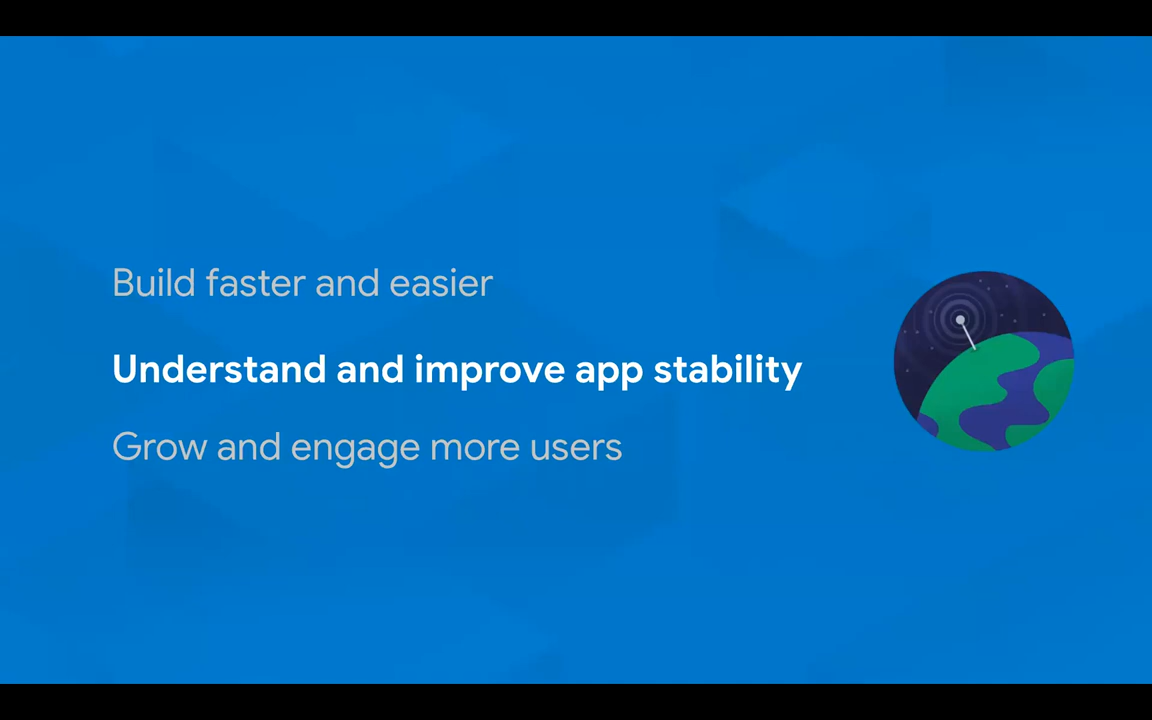 Build faster and easier
Understand and improve app stability
Grow and engage more users